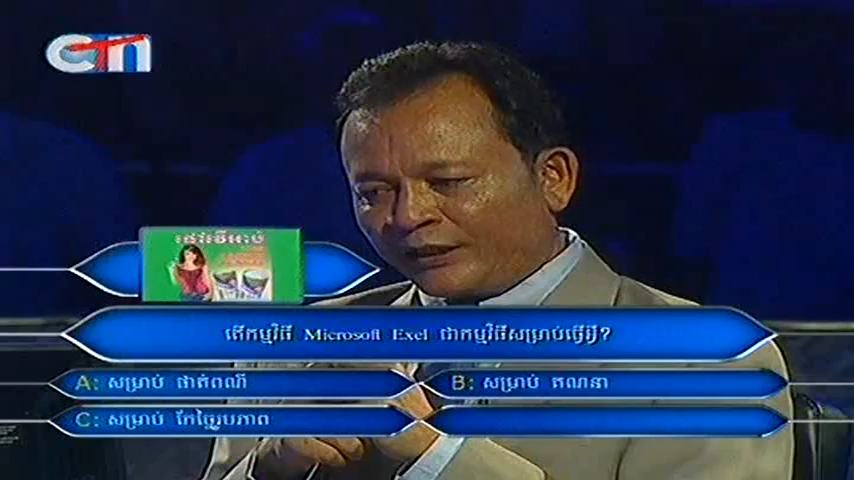 CTN
តើកម្មវិធី Microsoft Exel ជាកម្មវិធីសម្រាប់ធ្វើអ្វី?
A: សម្រាប់ ផាត់ពណ៌
B: សម្រាប់ គណនា
C: សម្រាប់ កែច្នៃរូបភាព